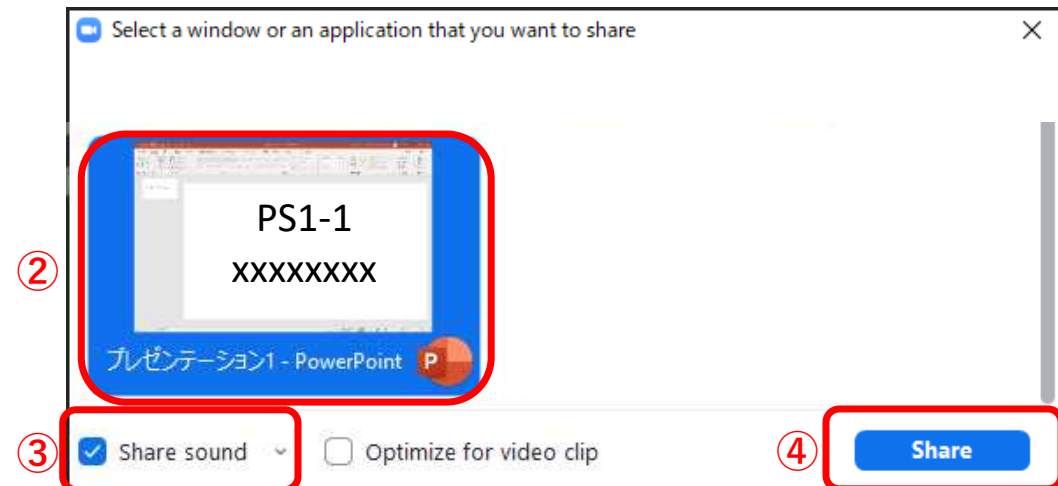 Select a window or an application that you want to share
PS1-1
xxxxxxxx
②
プレゼンテーション1 - PowerPoint
P
③
Share sound
Optimize for video clip
④
Share